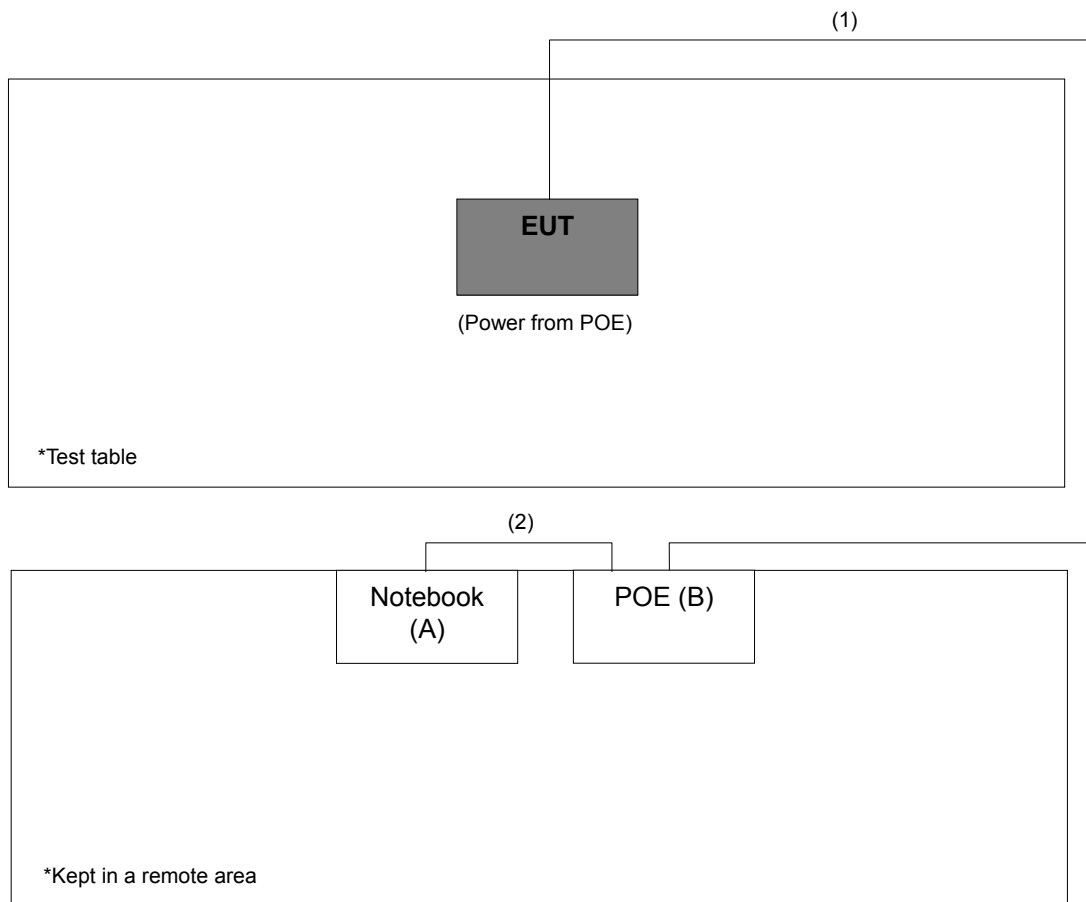 (1)
EUT
(Power from POE)
*Test table
(2)
Notebook
(A)
POE (B)
*Kept in a remote area